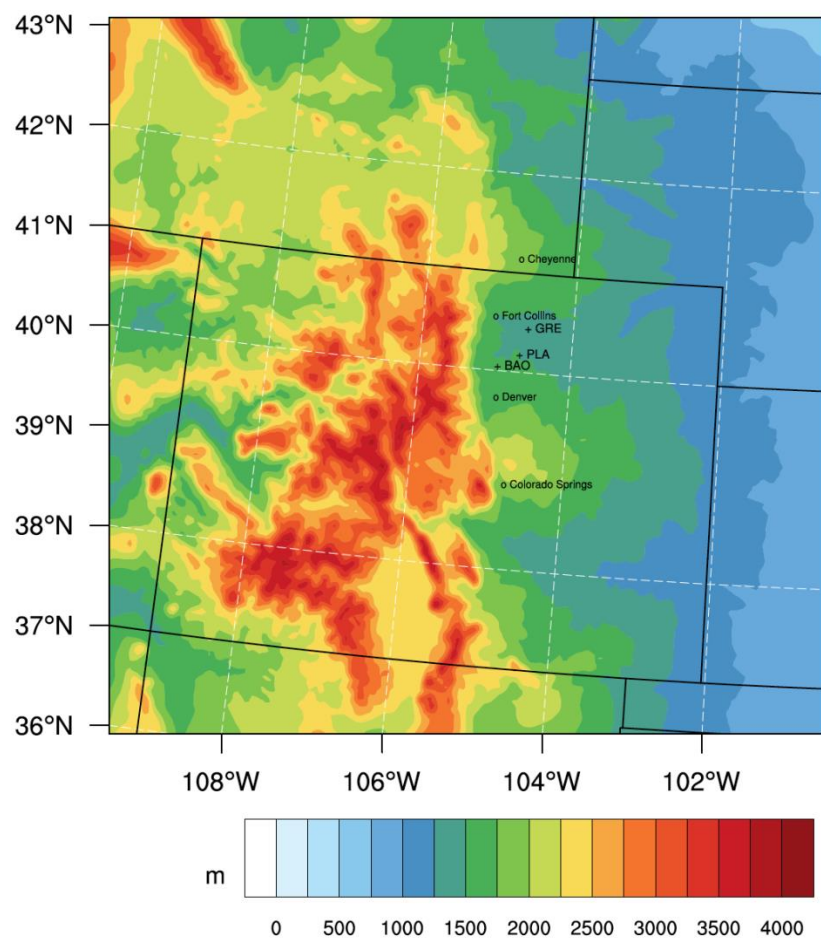 43°N
42°N
41°N
o Cheyenne
o Fort Collins
40°N
+ GRE
+ PLA
+ BAO
o Denver
39°N
o Colorado Springs
38°N
37°N
36°N
108°W 106°W 104°W 102°W
m
0 500 1000 1500 2000 2500 3000 3500 4000